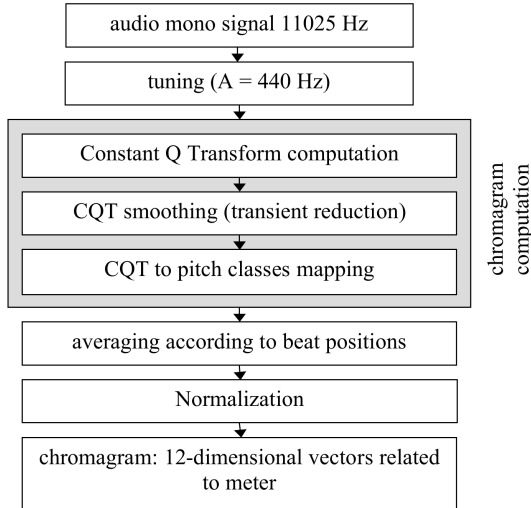 audio mono signal 11025 Hz
tuning (A = 440 Hz)
Constant Q Transform computation
CQT smoothing (transient reduction)
CQT to pitch classes mapping
chromagram
computation
averaging according to beat positions
Normalization
chromagram: 12-dimensional vectors related
to meter